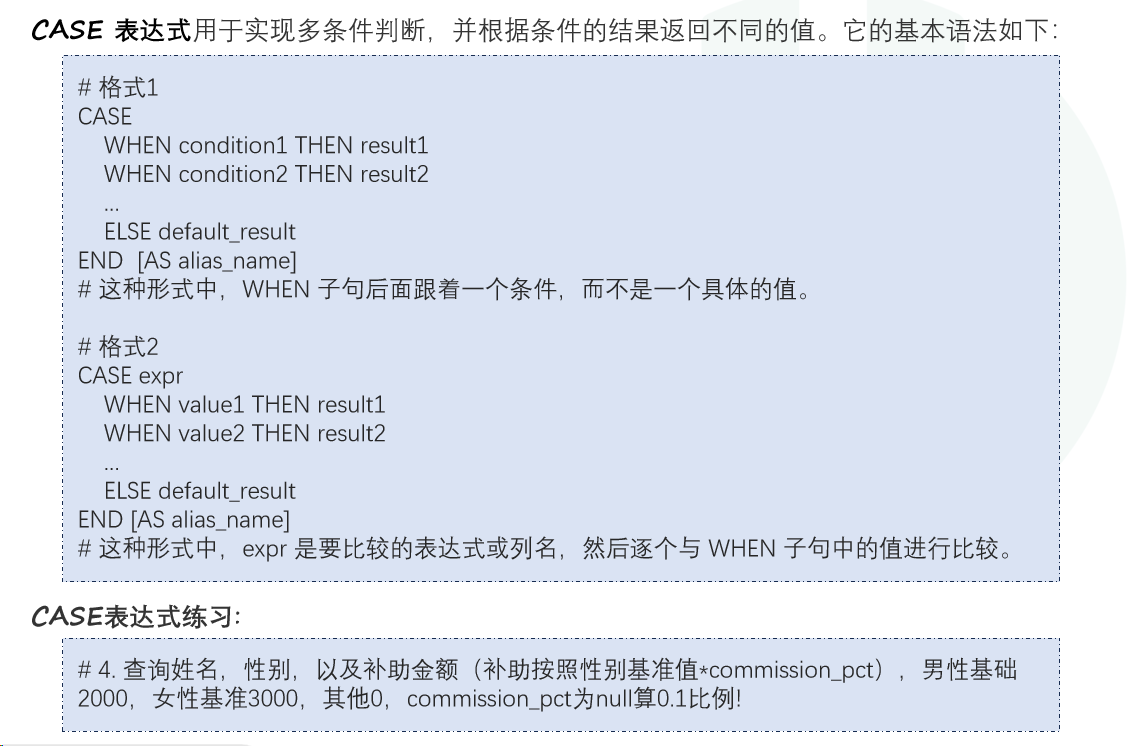 CASE 表达式用于实现多条件判断，并根据条件的结果返回不同的值。它的基本语法如下：
# 格式1
CASE
WHEN condition1 THEN result1
WHEN condition2 THEN result2
...
ELSE default_result
END [AS alias_name]
# 这种形式中，WHEN 子句后面跟着一个条件，而不是一个具体的值。
# 格式2
CASE expr
WHEN value1 THEN result1
WHEN value2 THEN result2
...
ELSE default_result
END [AS alias_name]
# 这种形式中，expr 是要比较的表达式或列名，然后逐个与 WHEN 子句中的值进行比较。
CASE表达式练习：
# 4. 查询姓名，性别，以及补助金额（补助按照性别基准值*commission_pct），男性基础
2000，女性基准3000，其他0，commission_pct为null算0.1比例!